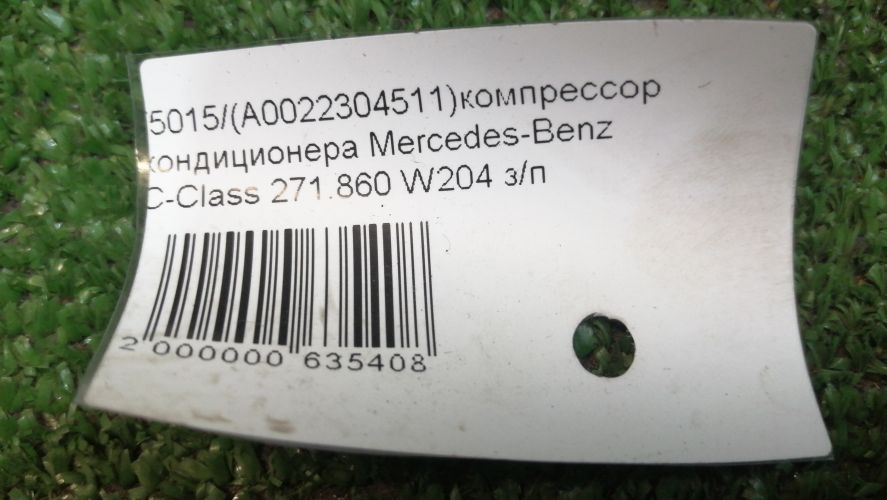 5015/(A0022304511)компрессор
кондиционера Mercedes-Benz
C-Class 271.860 W204 з/п
2 000000 635408